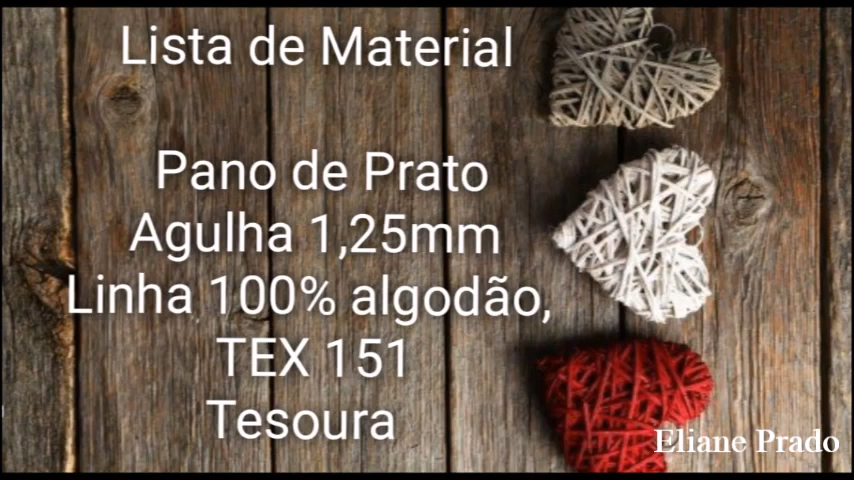 Lista de Material
Pano de Prato
Agulha 1,25mm
Linha 100% algodão,
TEX 151
Tesoura
Eliane Prado